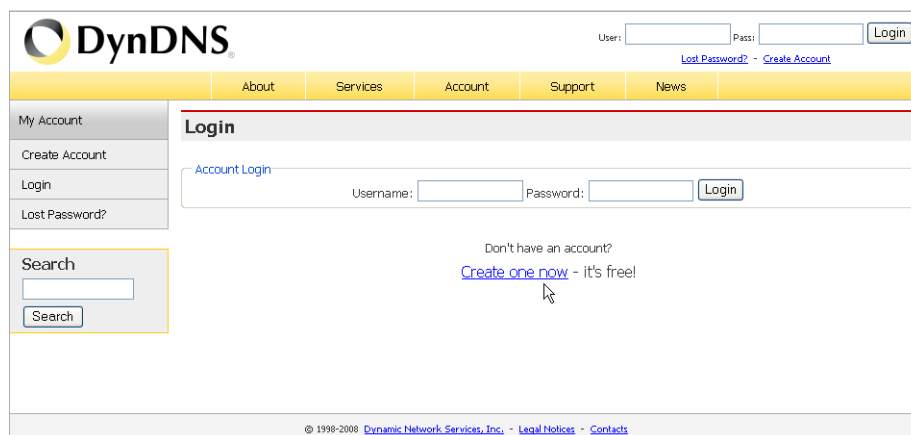 DynDNS®
User: Pass: Login
Lost Password? - Create Account
About Services Account Support News
My Account
Create Account
Login
Lost Password?
Search
Search
Login
Account Login
Username: Password: Login
Don't have an account?
Create one now - it's free!
© 1998-2008 Dynamic Network Services, Inc. - Legal Notices - Contacts